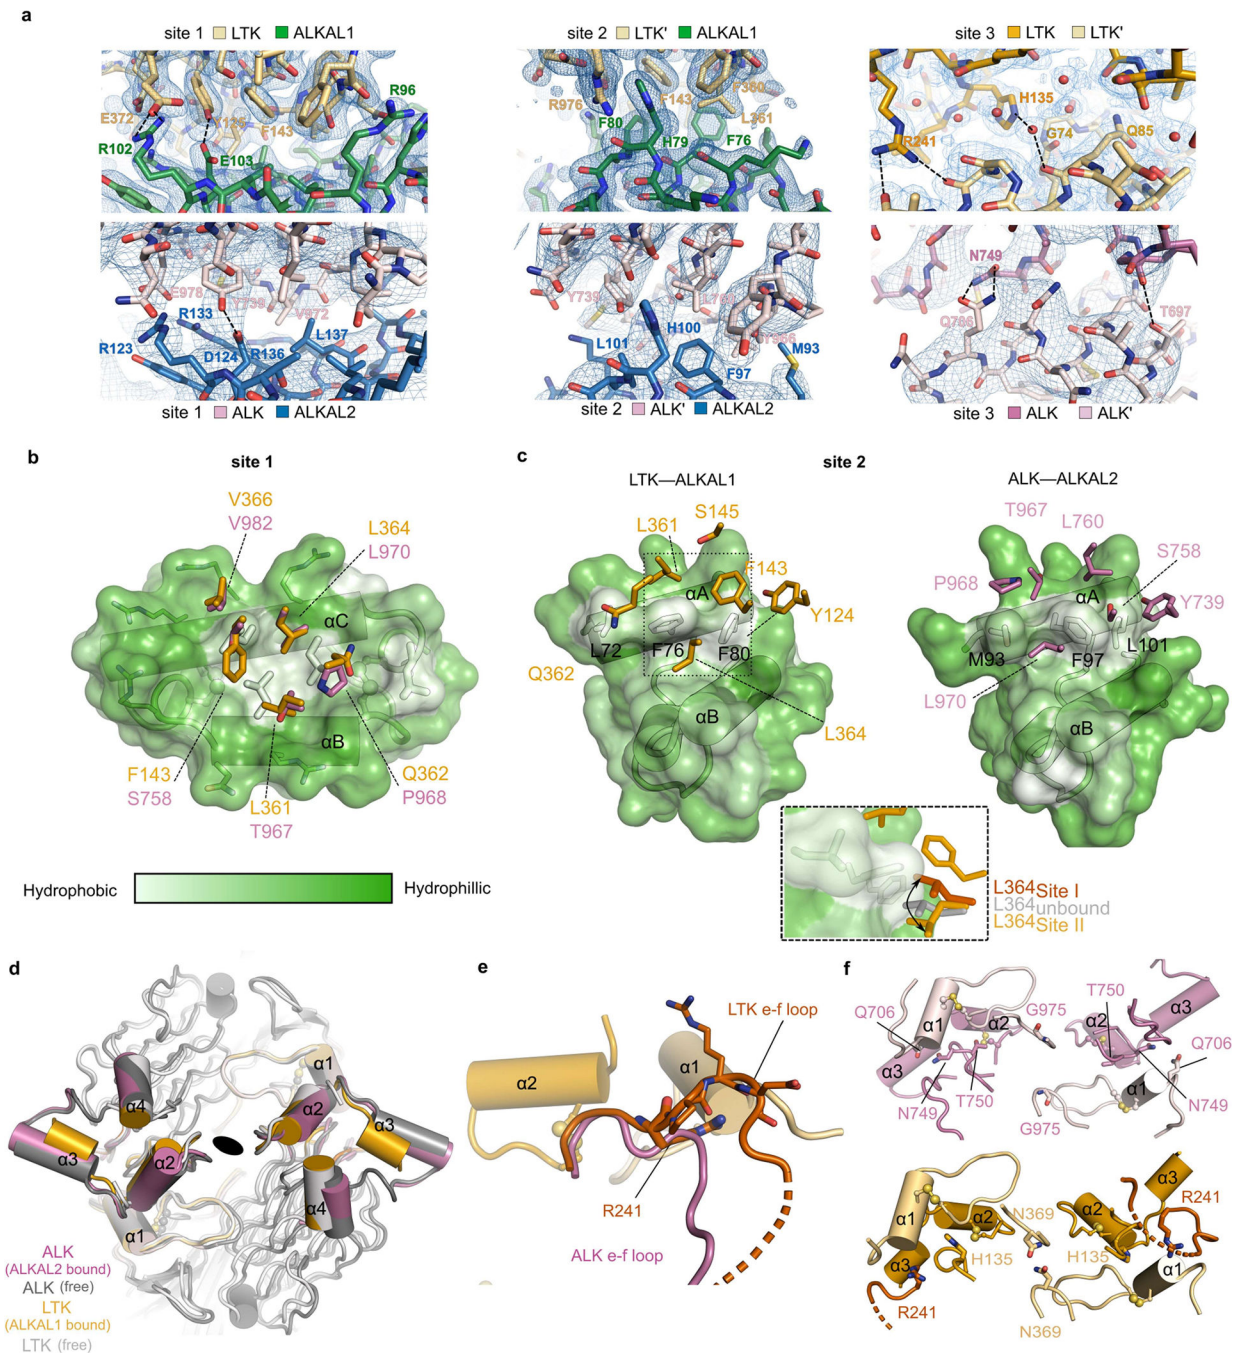 a
site 1 LTK ALKAL1
E372
Y124
F143
R96
R102
E103
site 2 LTK' ALKAL1
R976
F143
F360
F80
L361
H79
F76
site 3 LTK LTK'
H135
R241
G74
Q85
E978
Y739
V972
R133
L137
R123
D124
R136
site 1 ALK ALKAL2
Y739
H100
L101
M93
F97
site 2 ALK' ALKAL2
N749
Q766
T697
site 3 ALK ALK'
b
site 1
V366
V982
L364
L970
αC
αB
F143
S758
L361
T967
Q362
P968
Hydrophobic
Hydrophillic
c
site 2
LTK—ALKAL1
S145
L361
F143
αA
Y124
L72
F76
F80
Q362
αB
L364
ALK—ALKAL2
T967
L760
S758
P968
αA
Y739
M93
F97
L101
L970
αB
L364Site I
L364unbound
L364Site II
d
α1
α4
α2
α3
α3
α2
α4
α1
ALK
(ALKAL2 bound)
ALK (free)
LTK
(ALKAL1 bound)
LTK (free)
e
LTK e-f loop
α1
α2
R241
ALK e-f loop
f
Q706
α1
G975
α2
α3
N749
T750
T750
α3
α2
Q706
α1
G975
N749
α1
α2
N369
α3
H135
R241
α3
R241
α2
H135
α1
N369